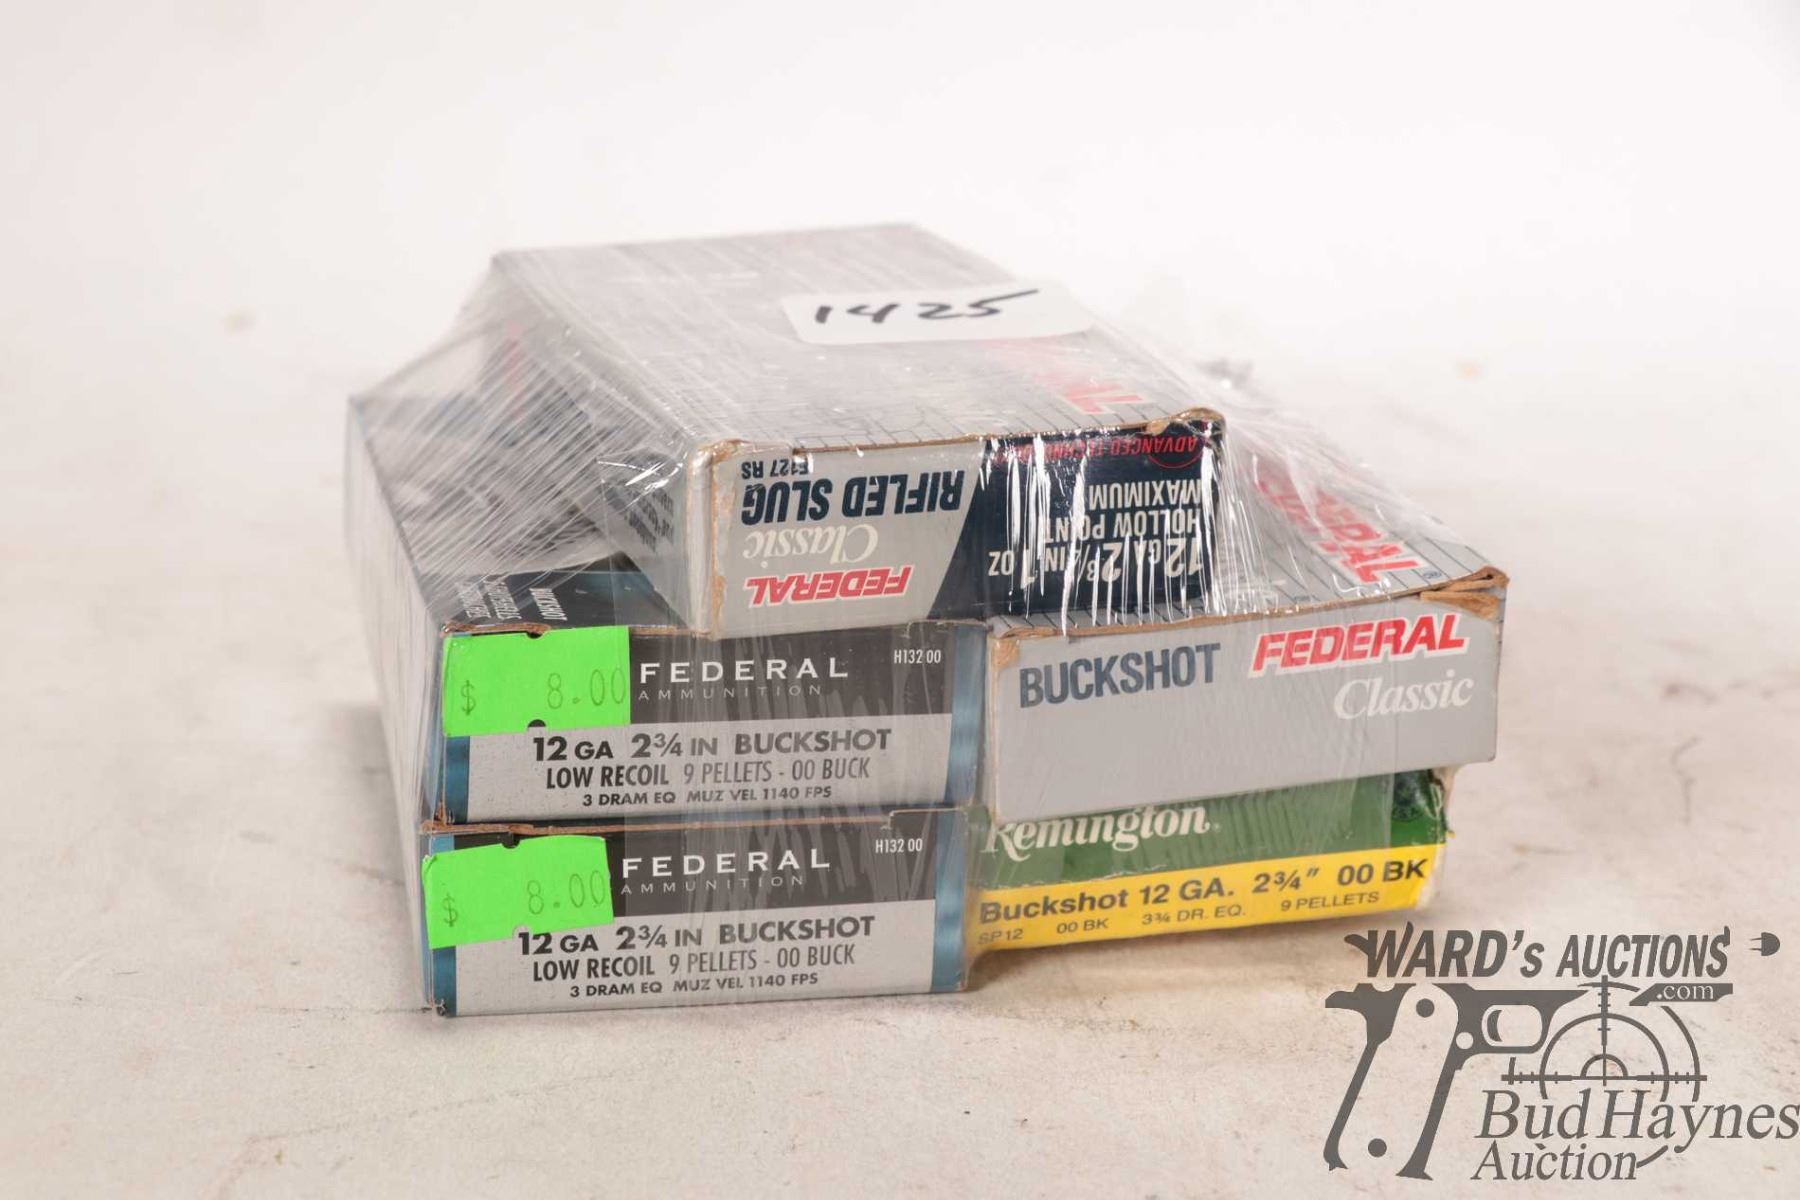 1425
ADVANCED TECHNOLOGY
F127 RS
RIFLED SLUG
Classic
FEDERAL
MAXIMUM
HOLLOW POINT
12 GA 2¾ IN 1 OZ
$ 8.00
FEDERAL
AMMUNITION
H132 00
12 GA 2¾ IN BUCKSHOT
LOW RECOIL 9 PELLETS - 00 BUCK
3 DRAM EQ MUZ VEL 1140 FPS
BUCKSHOT
FEDERAL
Classic
$ 8.00
FEDERAL
AMMUNITION
H132 00
12 GA 2¾ IN BUCKSHOT
LOW RECOIL 9 PELLETS - 00 BUCK
3 DRAM EQ MUZ VEL 1140 FPS
Remington
Buckshot 12 GA. 2¾" 00 BK
SP12 00 BK 3¾ DR. EQ. 9 PELLETS
WARD's AUCTIONS
.com
Bud Haynes
Auction